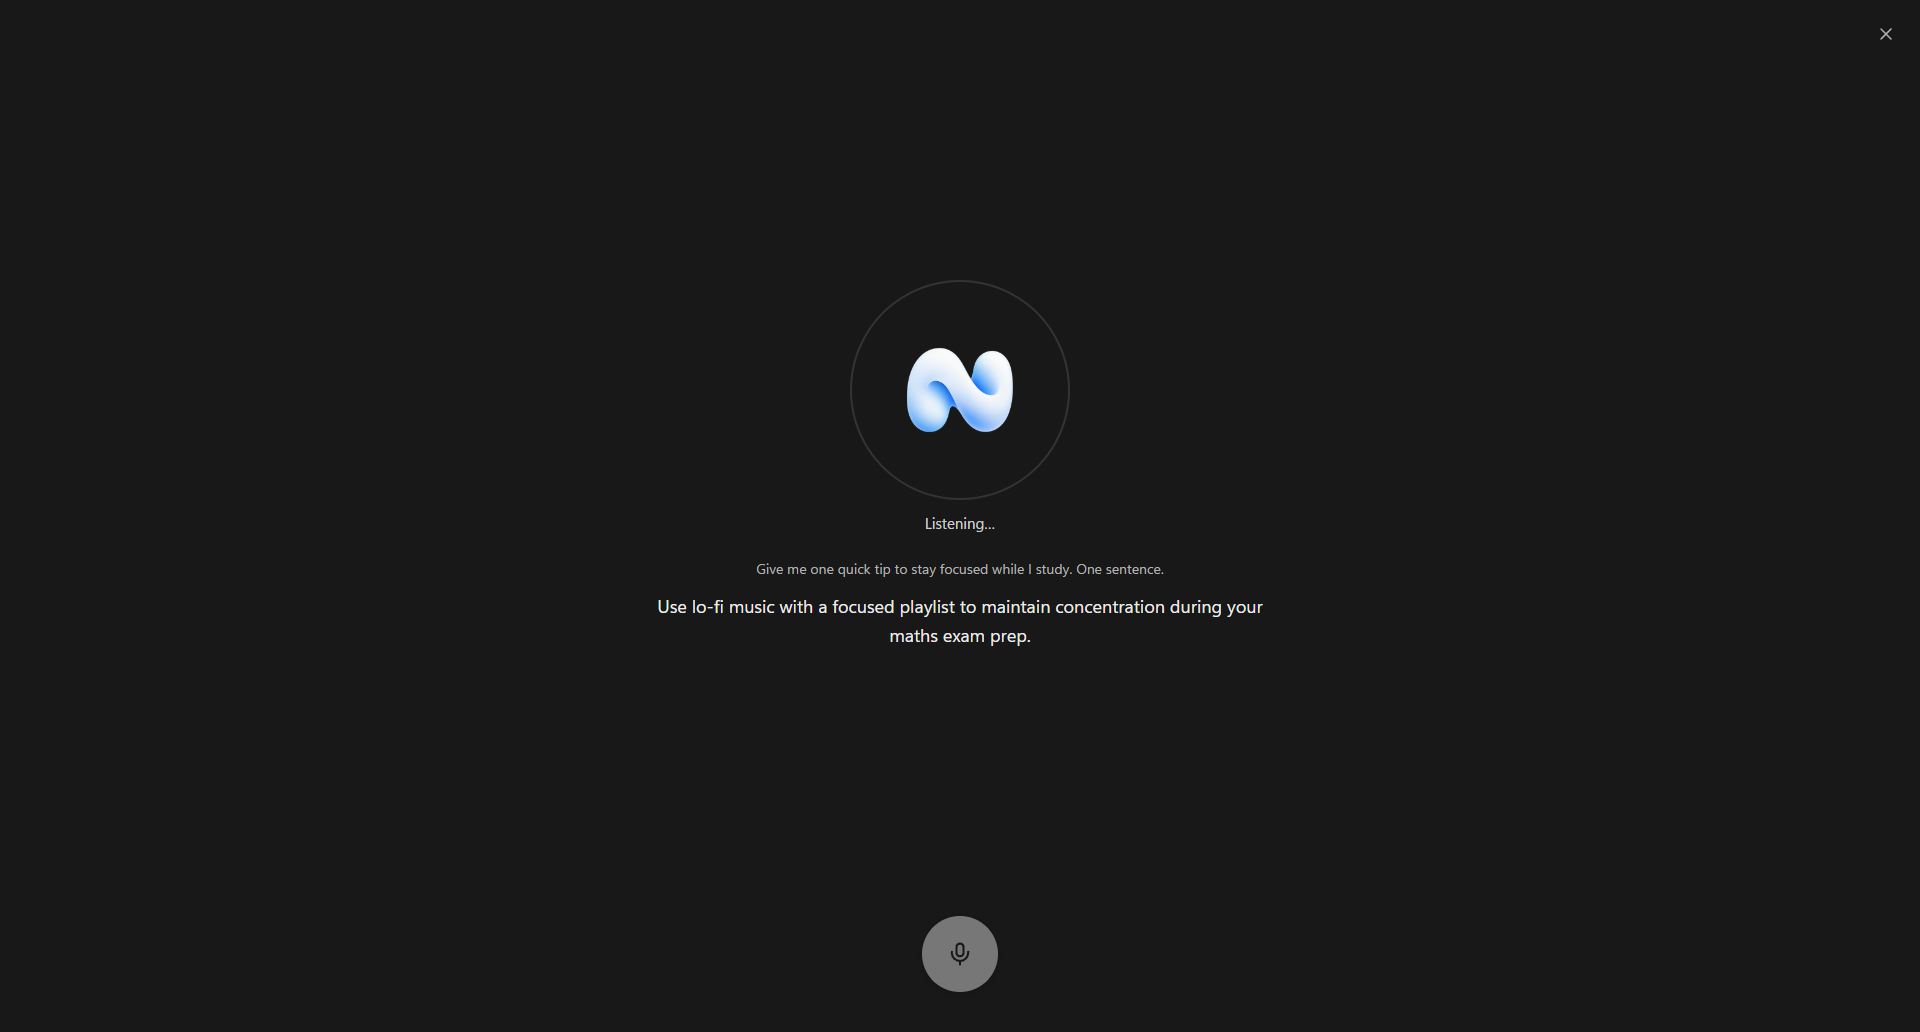 Listening...
Give me one quick tip to stay focused while I study. One sentence.
Use lo-fi music with a focused playlist to maintain concentration during your
maths exam prep.